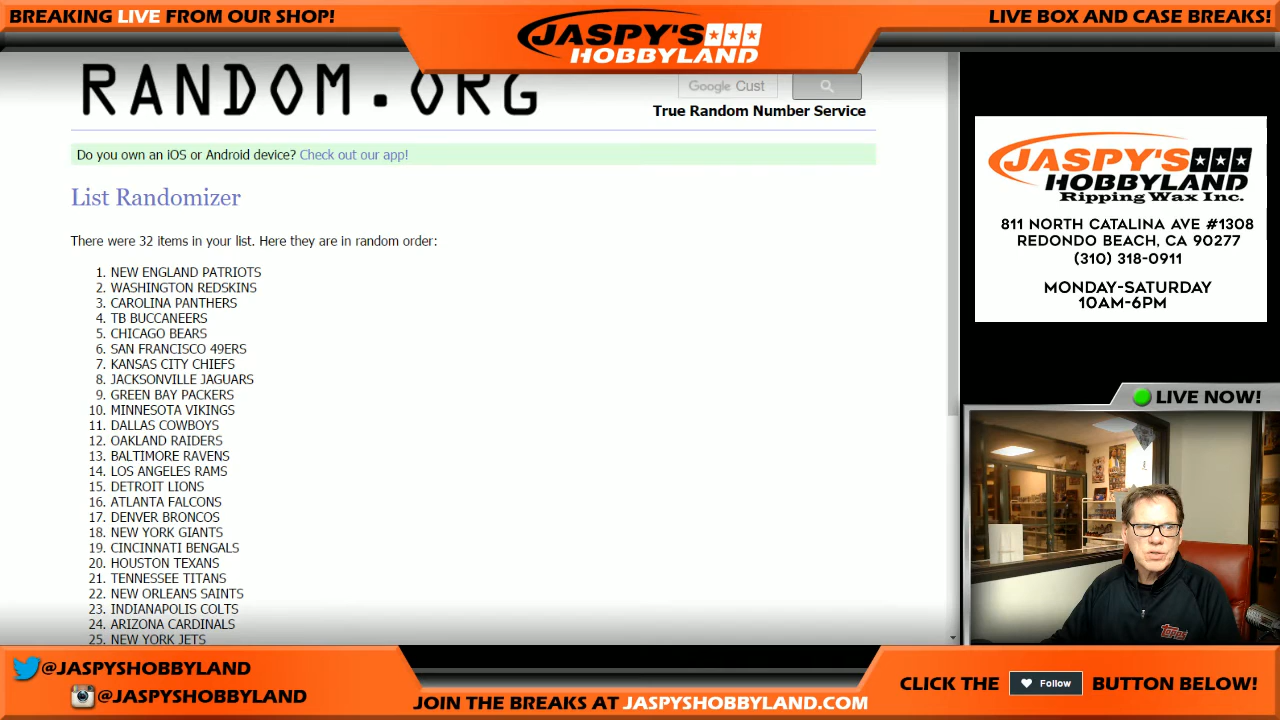 BREAKING LIVE FROM OUR SHOP!
JASPY'S
HOBBYLAND
LIVE BOX AND CASE BREAKS!
RANDOM.ORG
Google Cust
True Random Number Service
Do you own an iOS or Android device? Check out our app!
List Randomizer
There were 32 items in your list. Here they are in random order:
1. NEW ENGLAND PATRIOTS
2. WASHINGTON REDSKINS
3. CAROLINA PANTHERS
4. TB BUCCANEERS
5. CHICAGO BEARS
6. SAN FRANCISCO 49ERS
7. KANSAS CITY CHIEFS
8. JACKSONVILLE JAGUARS
9. GREEN BAY PACKERS
10. MINNESOTA VIKINGS
11. DALLAS COWBOYS
12. OAKLAND RAIDERS
13. BALTIMORE RAVENS
14. LOS ANGELES RAMS
15. DETROIT LIONS
16. ATLANTA FALCONS
17. DENVER BRONCOS
18. NEW YORK GIANTS
19. CINCINNATI BENGALS
20. HOUSTON TEXANS
21. TENNESSEE TITANS
22. NEW ORLEANS SAINTS
23. INDIANAPOLIS COLTS
24. ARIZONA CARDINALS
25. NEW YORK JETS
JASPY'S
HOBBYLAND
Ripping Wax Inc.
811 NORTH CATALINA AVE #1308
REDONDO BEACH, CA 90277
(310) 318-0911
MONDAY-SATURDAY
10AM-6PM
LIVE NOW!
Topps
@JASPYSHOBBYLAND
@JASPYSHOBBYLAND
JOIN THE BREAKS AT JASPYSHOBBYLAND.COM
CLICK THE Follow BUTTON BELOW!